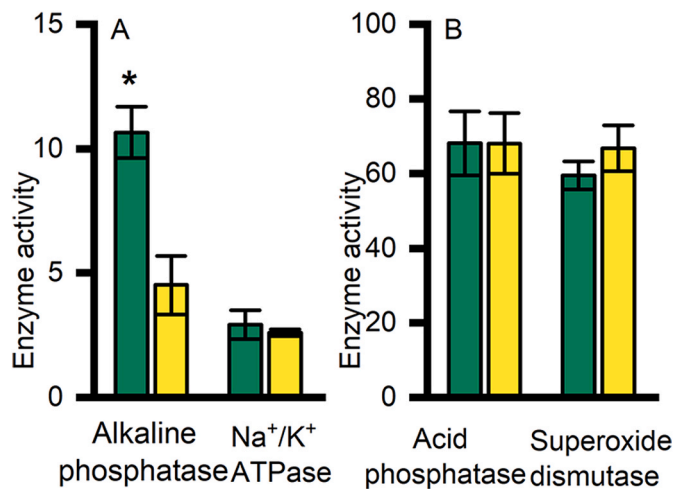 A
Enzyme activity
15
10
5
0
*
Alkaline
phosphatase
Na⁺/K⁺
ATPase
B
Enzyme activity
100
80
60
40
20
0
Acid
phosphatase
Superoxide
dismutase